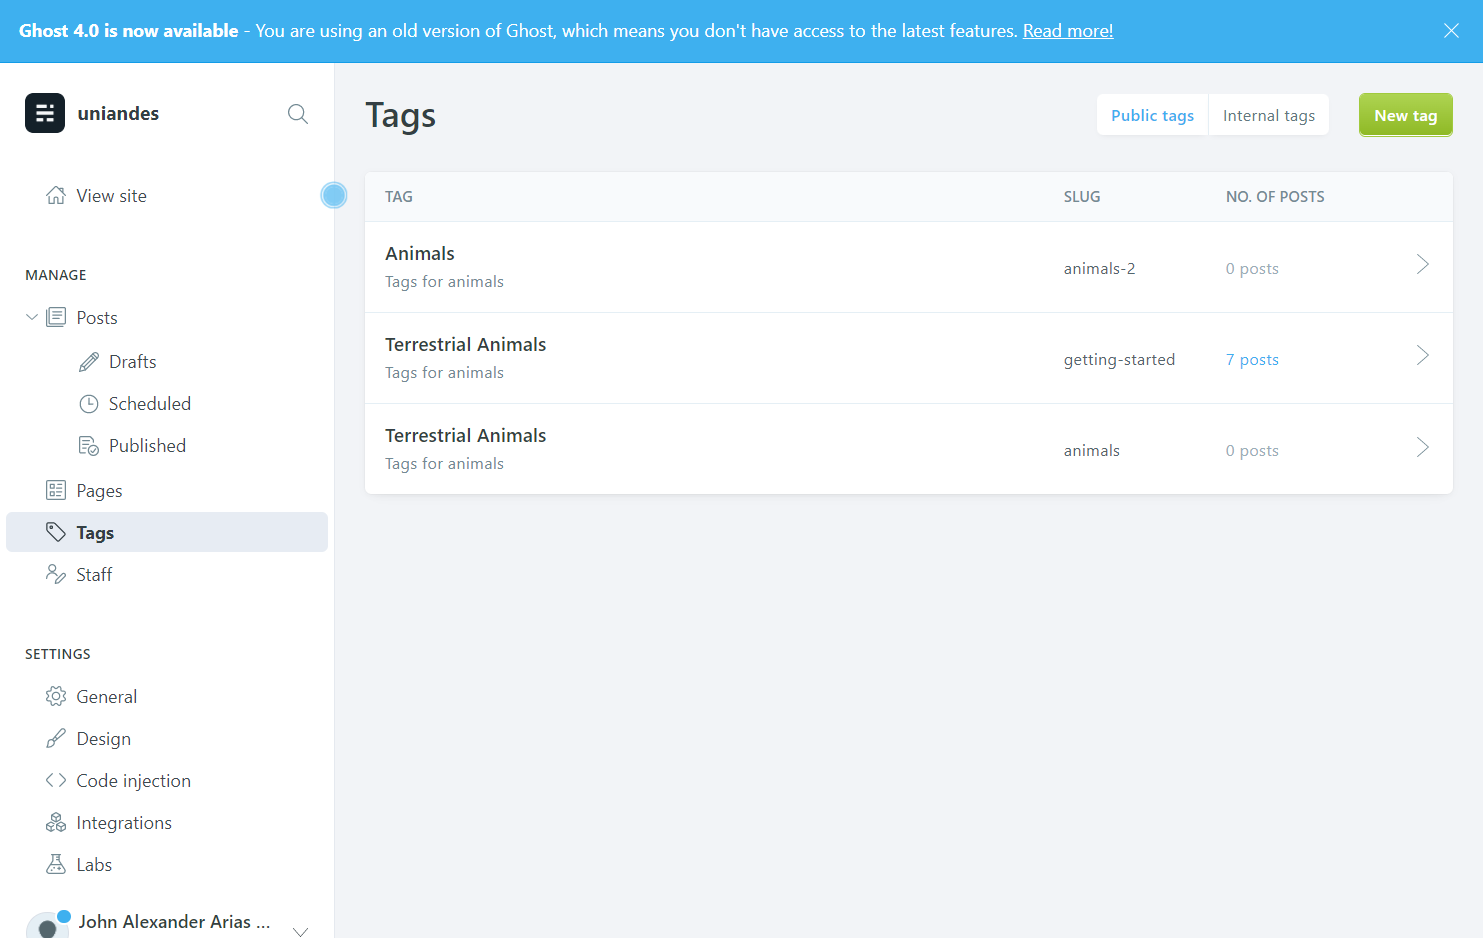 Ghost 4.0 is now available - You are using an old version of Ghost, which means you don't have access to the latest features. Read more!
uniandes
View site
MANAGE
Posts
Drafts
Scheduled
Published
Pages
Tags
Staff
SETTINGS
General
Design
Code injection
Integrations
Labs
John Alexander Arias ...
Tags
Public tags
Internal tags
New tag
TAG SLUG NO. OF POSTS
Animals
Tags for animals
animals-2
0 posts
Terrestrial Animals
Tags for animals
getting-started
7 posts
Terrestrial Animals
Tags for animals
animals
0 posts